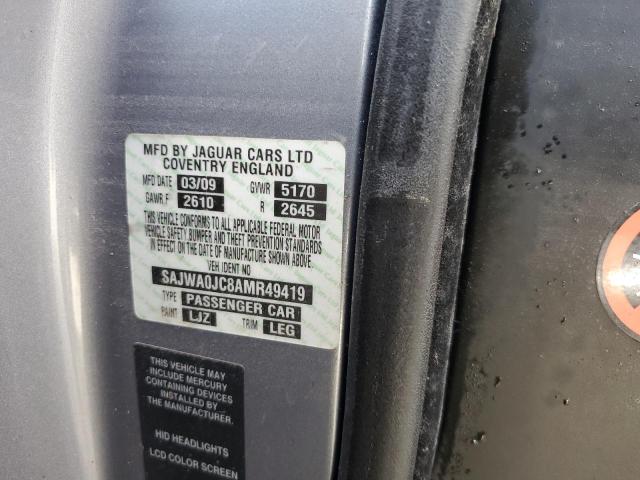 MFD BY JAGUAR CARS LTD
COVENTRY ENGLAND
MFD DATE 03/09 GVWR 5170
GAWR.F 2610 R 2645
THIS VEHICLE CONFORMS TO ALL APPLICABLE FEDERAL MOTOR
VEHICLE SAFETY BUMPER AND THEFT PREVENTION STANDARDS
IN EFFECT ON THE DATE OF MANUFACTURE SHOWN ABOVE.
VEH IDENT No
SAJWA0JC8AMR49419
TYPE PASSENGER CAR
PAINT LJZ TRIM LEG
THIS VEHICLE MAY
INCLUDE MERCURY
CONTAINING DEVICES
INSTALLED BY
THE MANUFACTURER.
HID HEADLIGHTS
LCD COLOR SCREEN